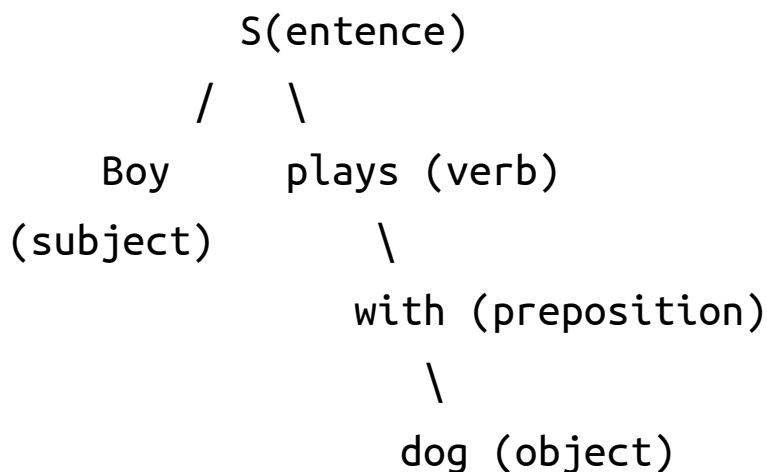 S(entence)
/ \
Boy plays (verb)
(subject) \
with (preposition)
\
dog (object)